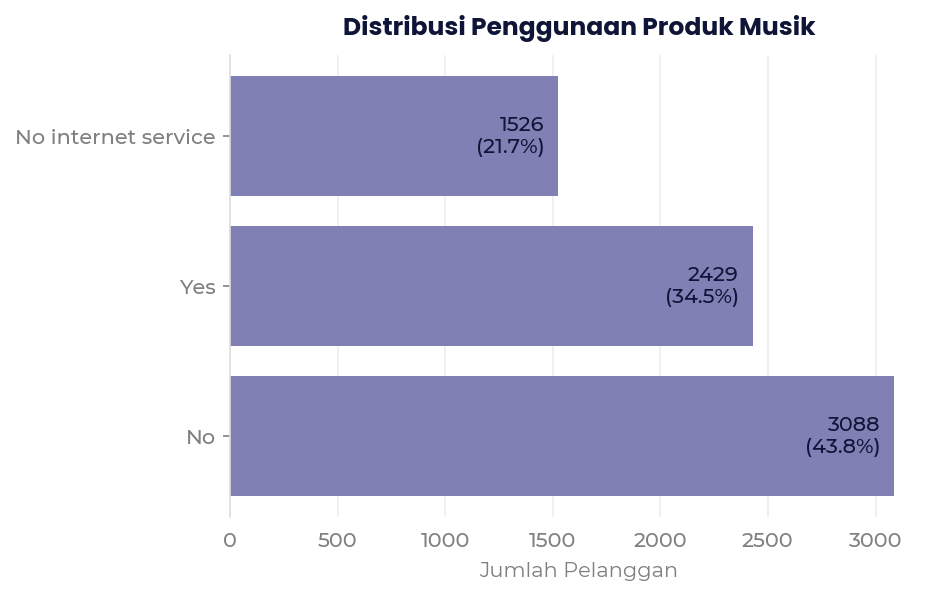 Distribusi Penggunaan Produk Musik
No internet service
1526
(21.7%)
Yes
2429
(34.5%)
No
3088
(43.8%)
0 500 1000 1500 2000 2500 3000
Jumlah Pelanggan